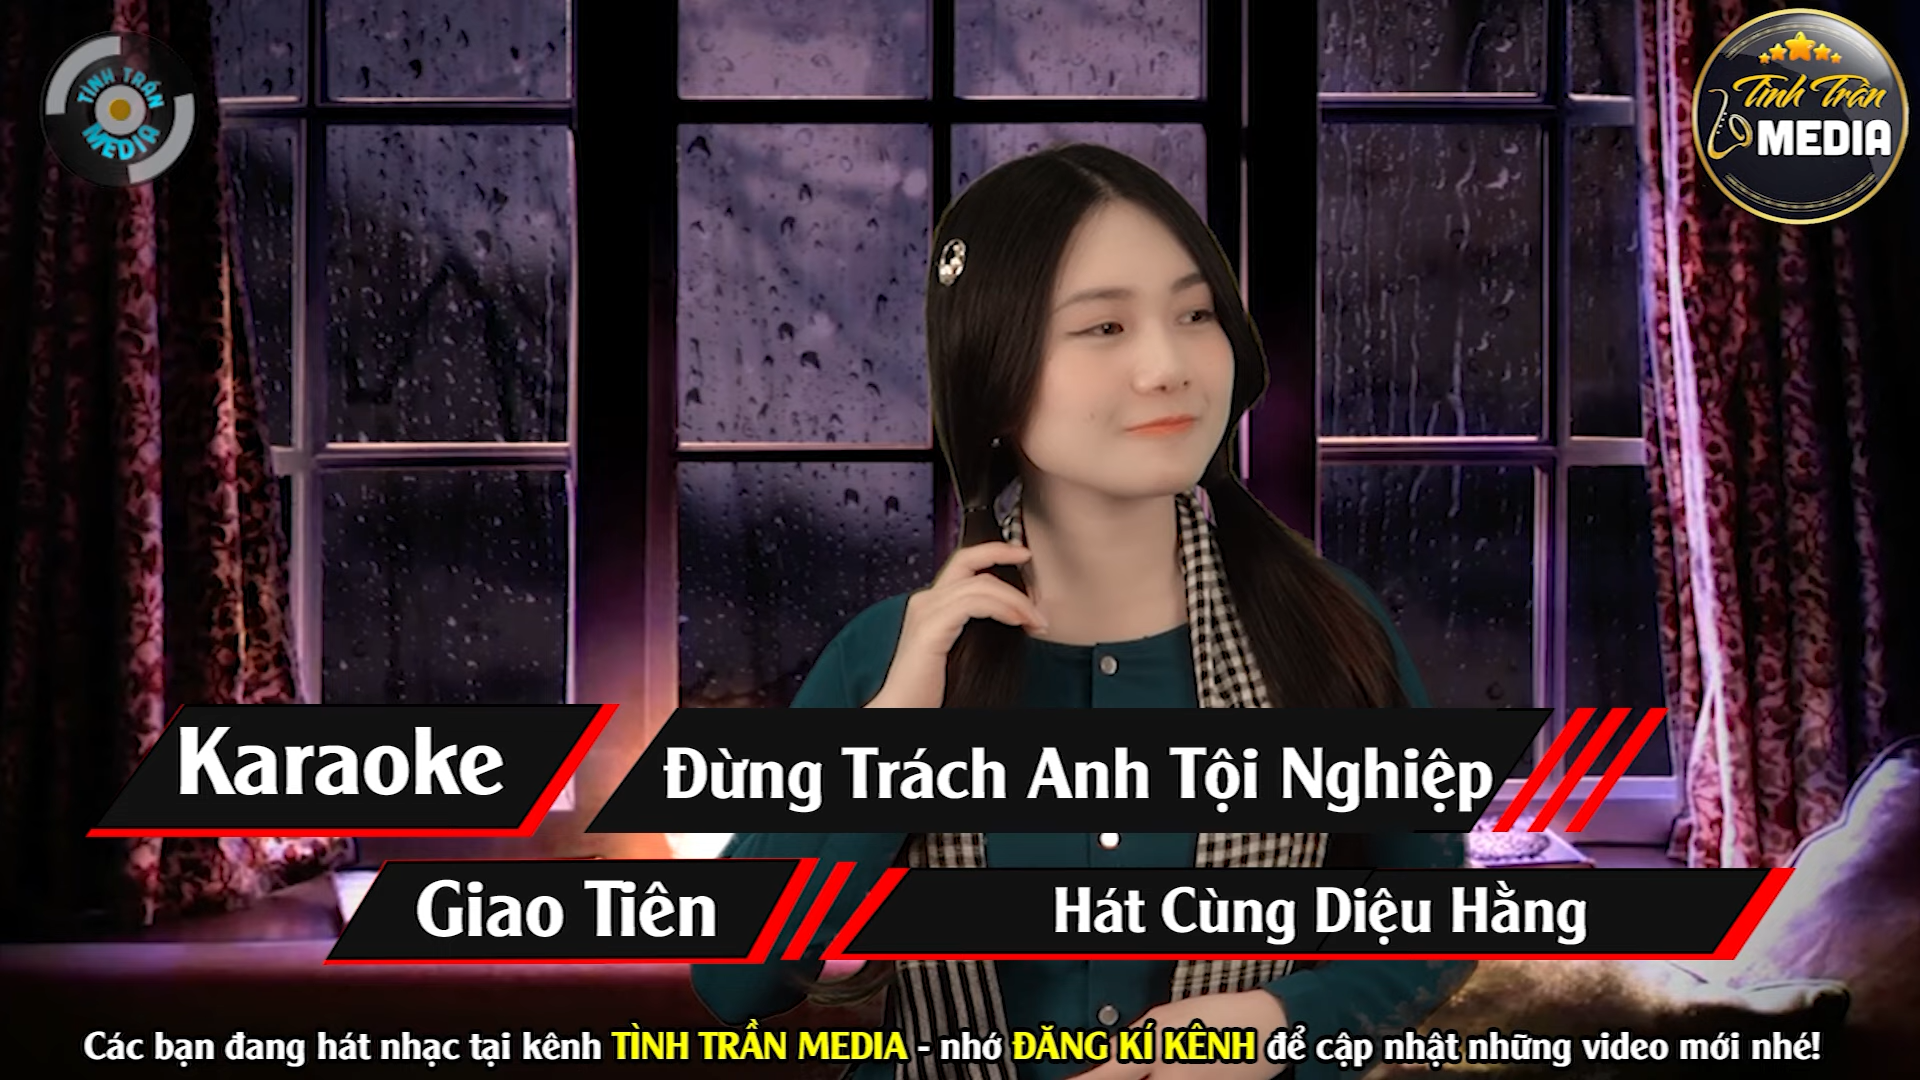 TÌNH TRẦN
MEDIA
Tình Trần
MEDIA
Karaoke
Đừng Trách Anh Tội Nghiệp
Giao Tiên
Hát Cùng Diệu Hằng
Các bạn đang hát nhạc tại kênh TÌNH TRẦN MEDIA - nhớ ĐĂNG KÍ KÊNH để cập nhật những video mới nhé!